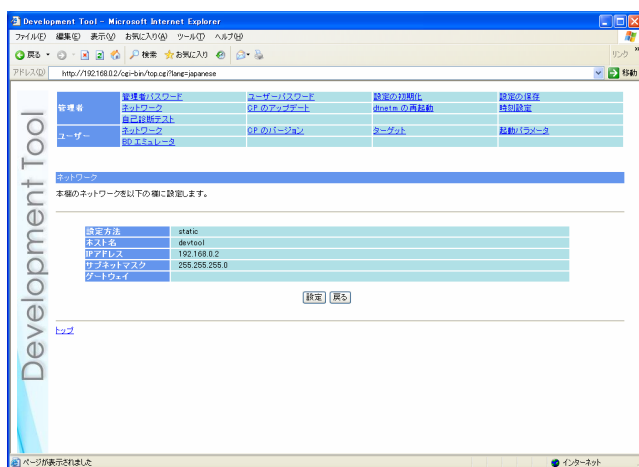 Development Tool - Microsoft Internet Explorer
ファイル(F) 編集(E) 表示(V) お気に入り(A) ツール(T) ヘルプ(H)
戻る 検索 お気に入り リンク »
アドレス(D) http://192.168.0.2/cgi-bin/top.cgi?lang=japanese 移動
Development Tool
管理者 管理者パスワード ユーザーパスワード 設定の初期化 設定の保存
ネットワーク CP のアップデート dtnetm の再起動 時刻設定
自己診断テスト
ユーザー ネットワーク CP のバージョン ターゲット 起動パラメータ
BD エミュレータ
ネットワーク
本機のネットワークを以下の様に設定します。
設定方法 static
ホスト名 devtool
IPアドレス 192.168.0.2
サブネットマスク 255.255.255.0
ゲートウェイ
設定 戻る
トップ
ページが表示されました インターネット